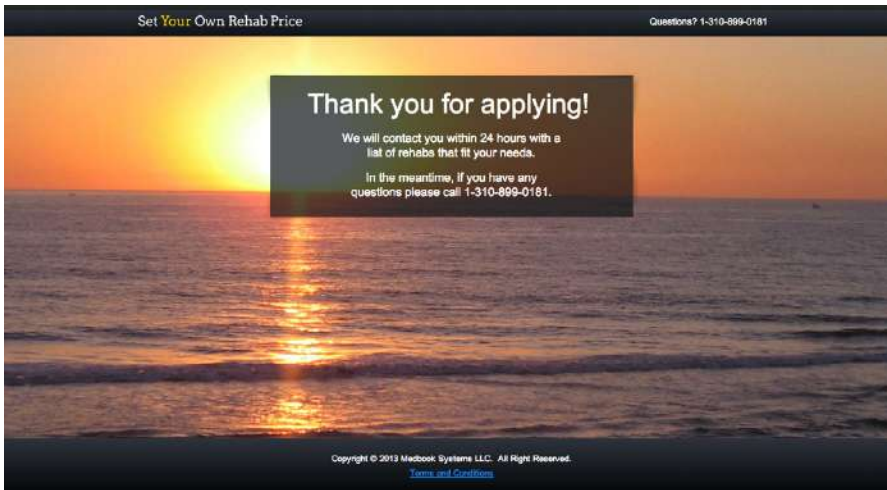 Set Your Own Rehab Price
Questions? 1-310-899-0181
Thank you for applying!
We will contact you within 24 hours with a
list of rehabs that fit your needs.
In the meantime, if you have any
questions please call 1-310-899-0181.
Copyright © 2013 Medbook Systems LLC. All Right Reserved.
Terms and Conditions